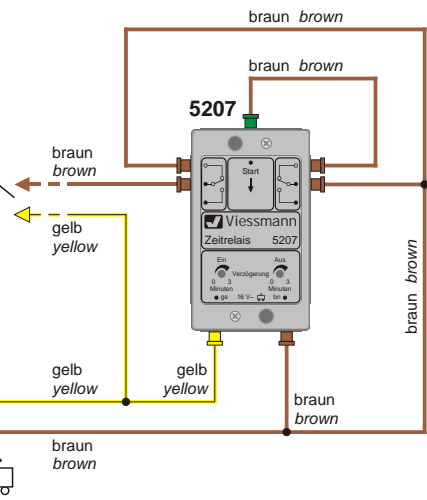 braun brown
braun brown
5207
braun
brown
Start
gelb
yellow
Viessmann
Zeitrelais 5207
Ein Aus
Verzögerung
0 3 0 3
Minuten Minuten
ge 16 V~ bn
braun brown
gelb
yellow
gelb
yellow
braun
brown
braun
brown